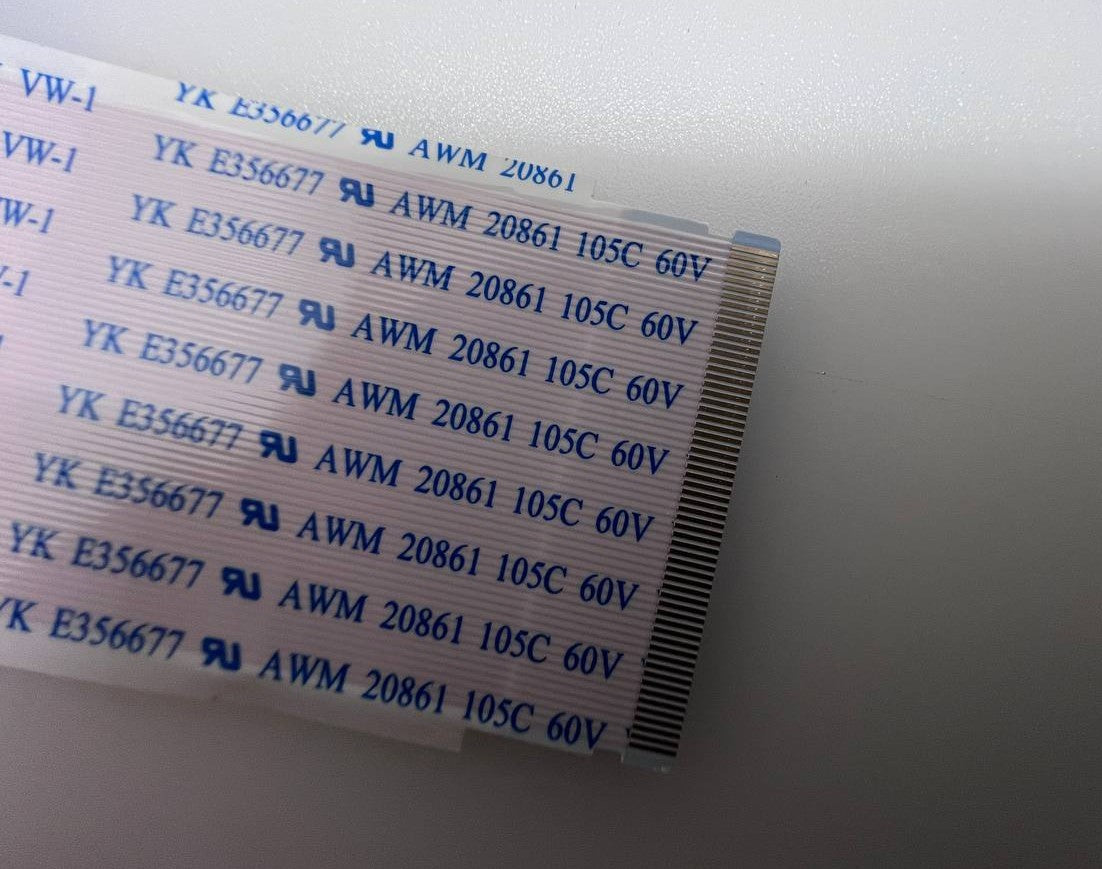 VW-1 YK E356677 AWM 20861
VW-1 YK E356677 AWM 20861 105C 60V
W-1 YK E356677 AWM 20861 105C 60V
-1 YK E356677 AWM 20861 105C 60V
YK E356677 AWM 20861 105C 60V
YK E356677 AWM 20861 105C 60V
YK E356677 AWM 20861 105C 60V
YK E356677 AWM 20861 105C 60V
YK E356677 AWM 20861 105C 60V